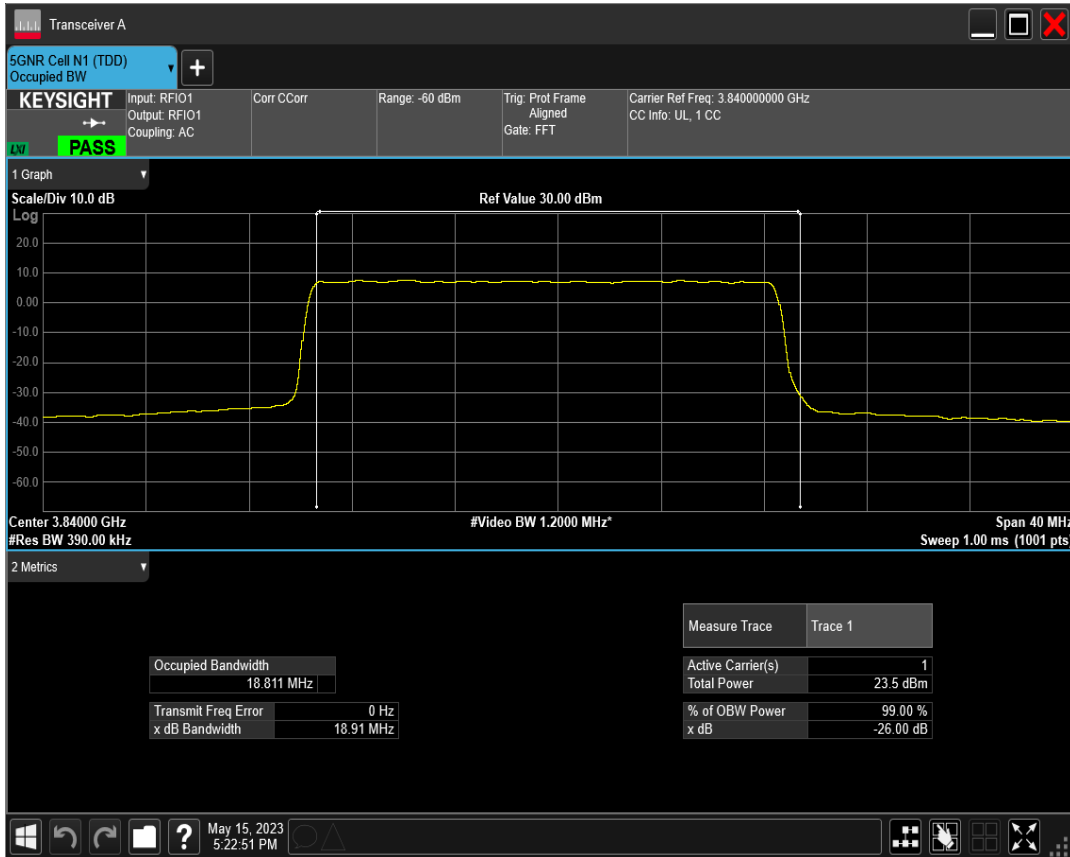 Transceiver A
5GNR Cell N1 (TDD)
Occupied BW
+
KEYSIGHT
LXI
PASS
Input: RFIO1
Output: RFIO1
Coupling: AC
Corr CCorr
Range: -60 dBm
Trig: Prot Frame
Aligned
Gate: FFT
Carrier Ref Freq: 3.840000000 GHz
CC Info: UL, 1 CC
1 Graph
Scale/Div 10.0 dB
Ref Value 30.00 dBm
Log
20.0
10.0
0.00
-10.0
-20.0
-30.0
-40.0
-50.0
-60.0
Center 3.84000 GHz
#Video BW 1.2000 MHz*
Span 40 MHz
#Res BW 390.00 kHz
Sweep 1.00 ms (1001 pts)
2 Metrics
Measure Trace Trace 1
Occupied Bandwidth
18.811 MHz
Active Carrier(s) 1
Total Power 23.5 dBm
Transmit Freq Error 0 Hz
x dB Bandwidth 18.91 MHz
% of OBW Power 99.00 %
x dB -26.00 dB
?
May 15, 2023
5:22:51 PM